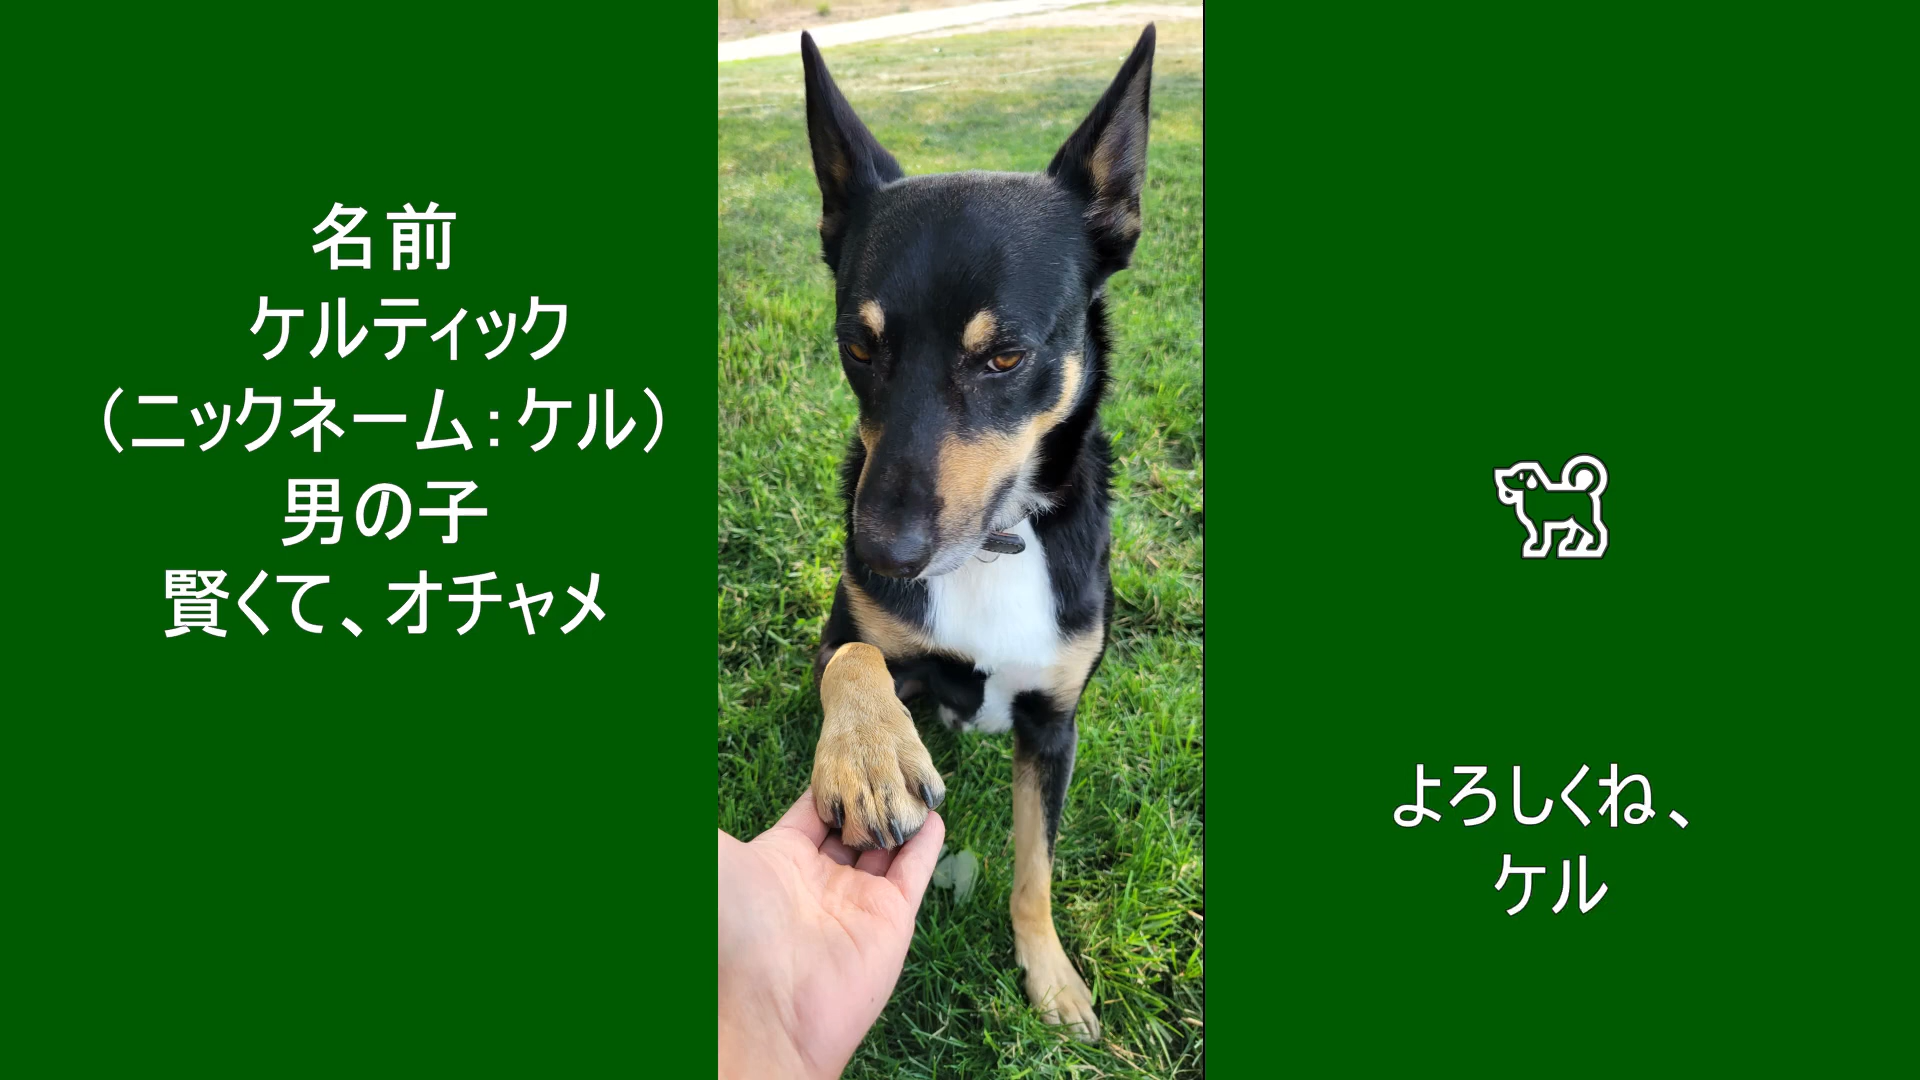 名前
ケルティック
（ニックネーム：ケル）
男の子
賢くて、オチャメ
よろしくね、
ケル